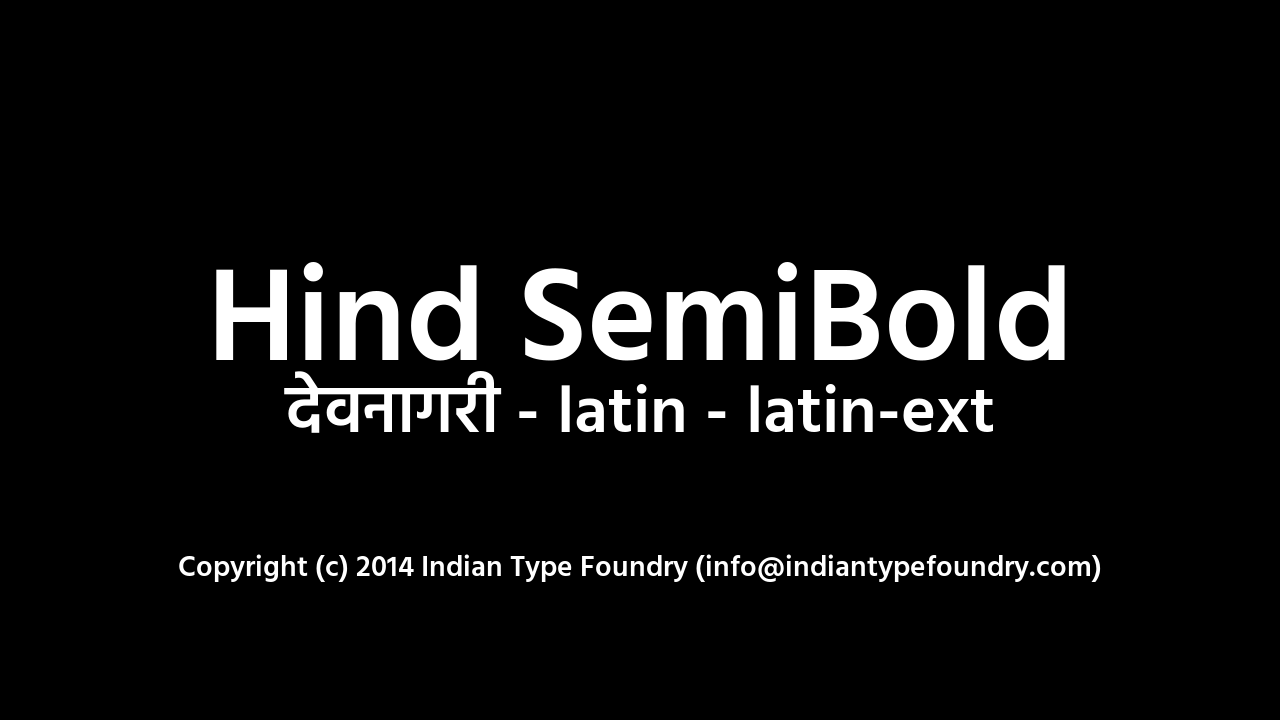 Hind SemiBold
देवनागरी - latin - latin-ext
Copyright (c) 2014 Indian Type Foundry (info@indiantypefoundry.com)